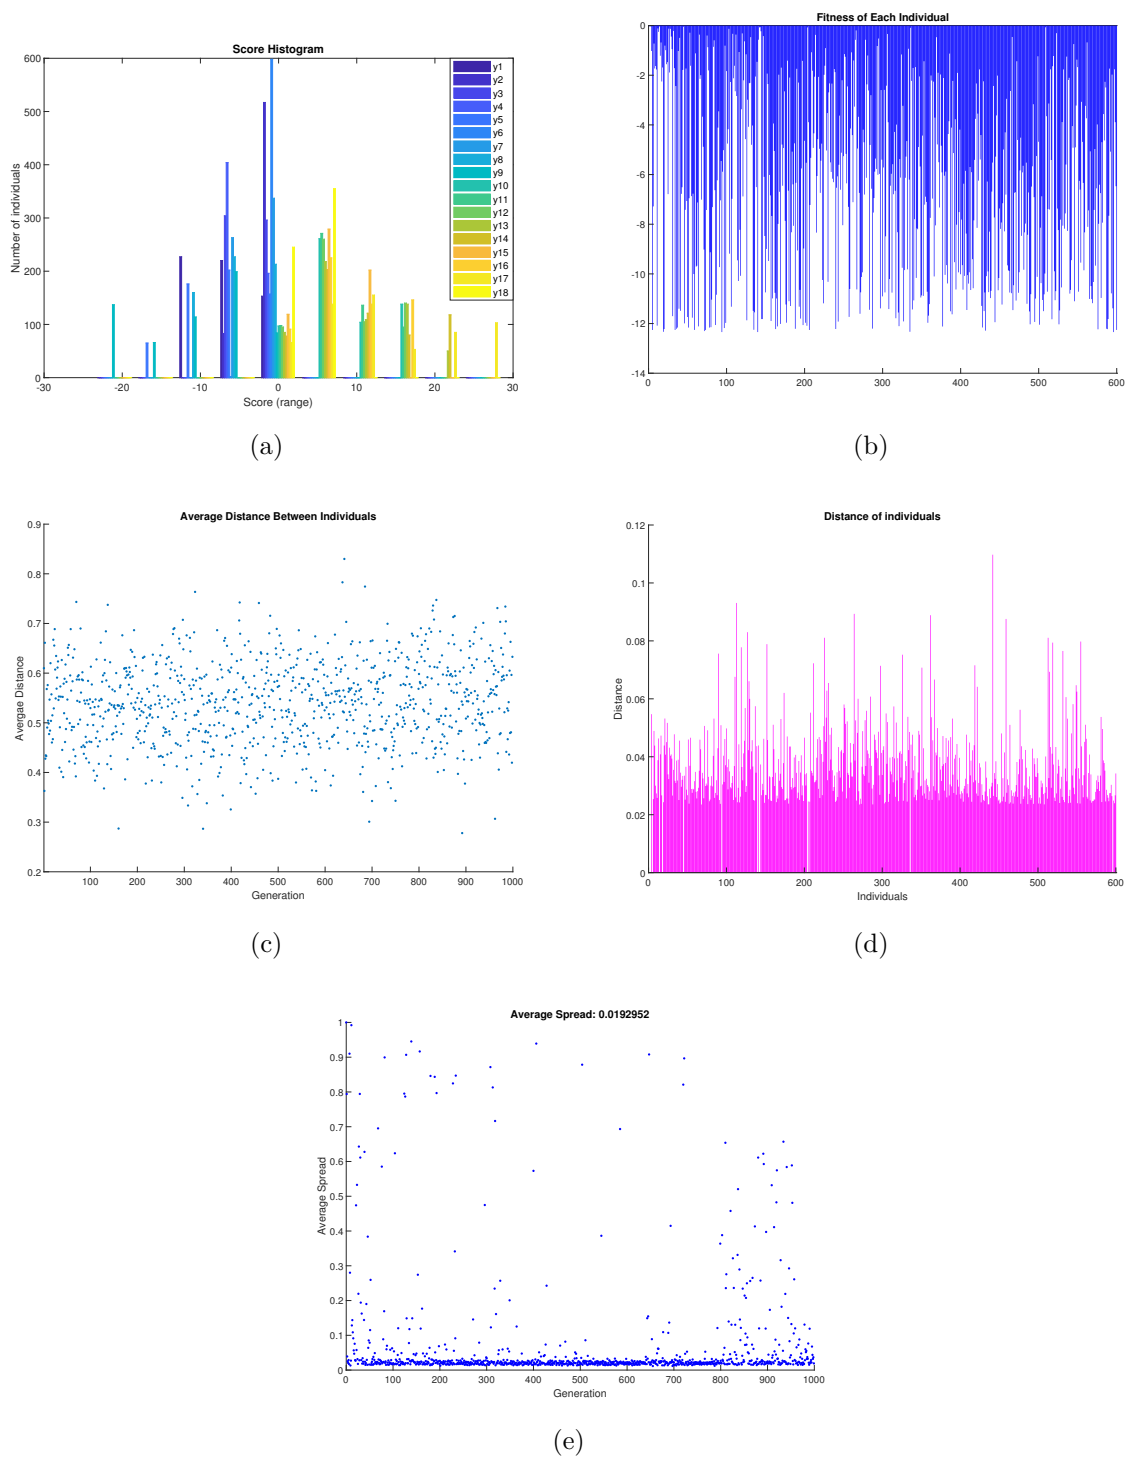 Score Histogram
600
500
400
300
200
100
0
-30
-20
-10
0
10
20
30
Number of individuals
Score (range)
y1
y2
y3
y4
y5
y6
y7
y8
y9
y10
y11
y12
y13
y14
y15
y16
y17
y18
(a)
Fitness of Each Individual
0
-2
-4
-6
-8
-10
-12
-14
0
100
200
300
400
500
600
(b)
Average Distance Between Individuals
0.9
0.8
0.7
0.6
0.5
0.4
0.3
0.2
100
200
300
400
500
600
700
800
900
1000
Avergae Distance
Generation
(c)
Distance of individuals
0.12
0.1
0.08
0.06
0.04
0.02
0
0
100
200
300
400
500
600
Distance
Individuals
(d)
Average Spread: 0.0192952
1
0.9
0.8
0.7
0.6
0.5
0.4
0.3
0.2
0.1
0
0
100
200
300
400
500
600
700
800
900
1000
Average Spread
Generation
(e)